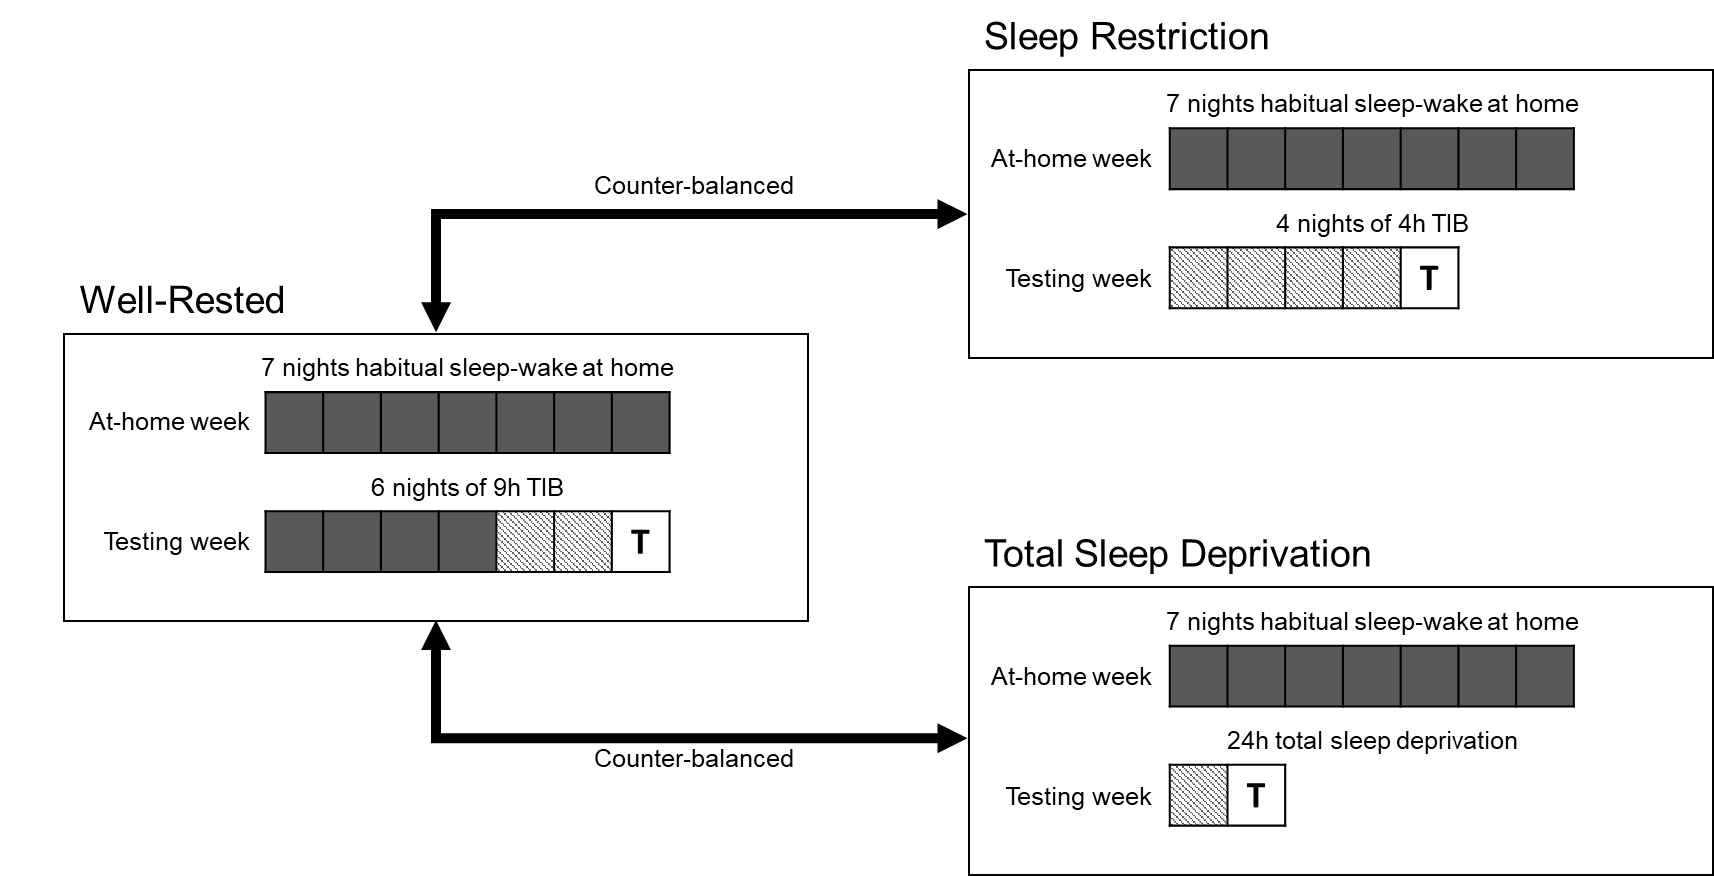 Sleep Restriction
7 nights habitual sleep-wake at home
At-home week
4 nights of 4h TIB
Testing week
T
Counter-balanced
Well-Rested
7 nights habitual sleep-wake at home
At-home week
6 nights of 9h TIB
Testing week
T
Counter-balanced
Total Sleep Deprivation
7 nights habitual sleep-wake at home
At-home week
24h total sleep deprivation
Testing week
T